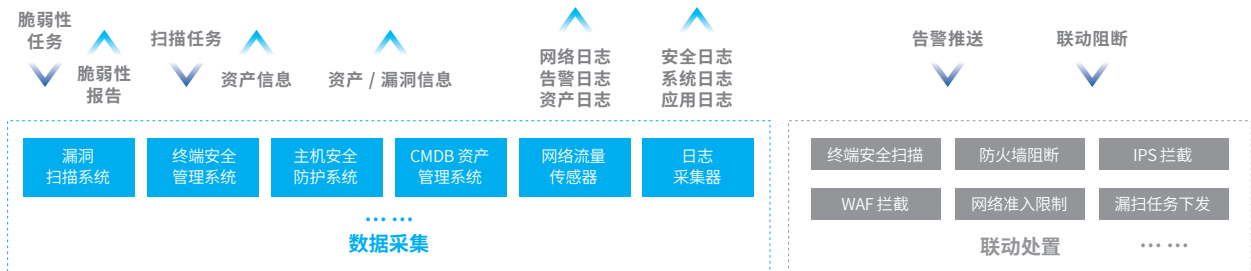 脆弱性
任务
脆弱性
报告
扫描任务
资产信息
资产 / 漏洞信息
网络日志
告警日志
资产日志
安全日志
系统日志
应用日志
告警推送
联动阻断
漏洞
扫描系统
终端安全
管理系统
主机安全
防护系统
CMDB 资产
管理系统
网络流量
传感器
日志
采集器
... ...
数据采集
终端安全扫描
防火墙阻断
IPS 拦截
WAF 拦截
网络准入限制
漏扫任务下发
联动处置
... ...